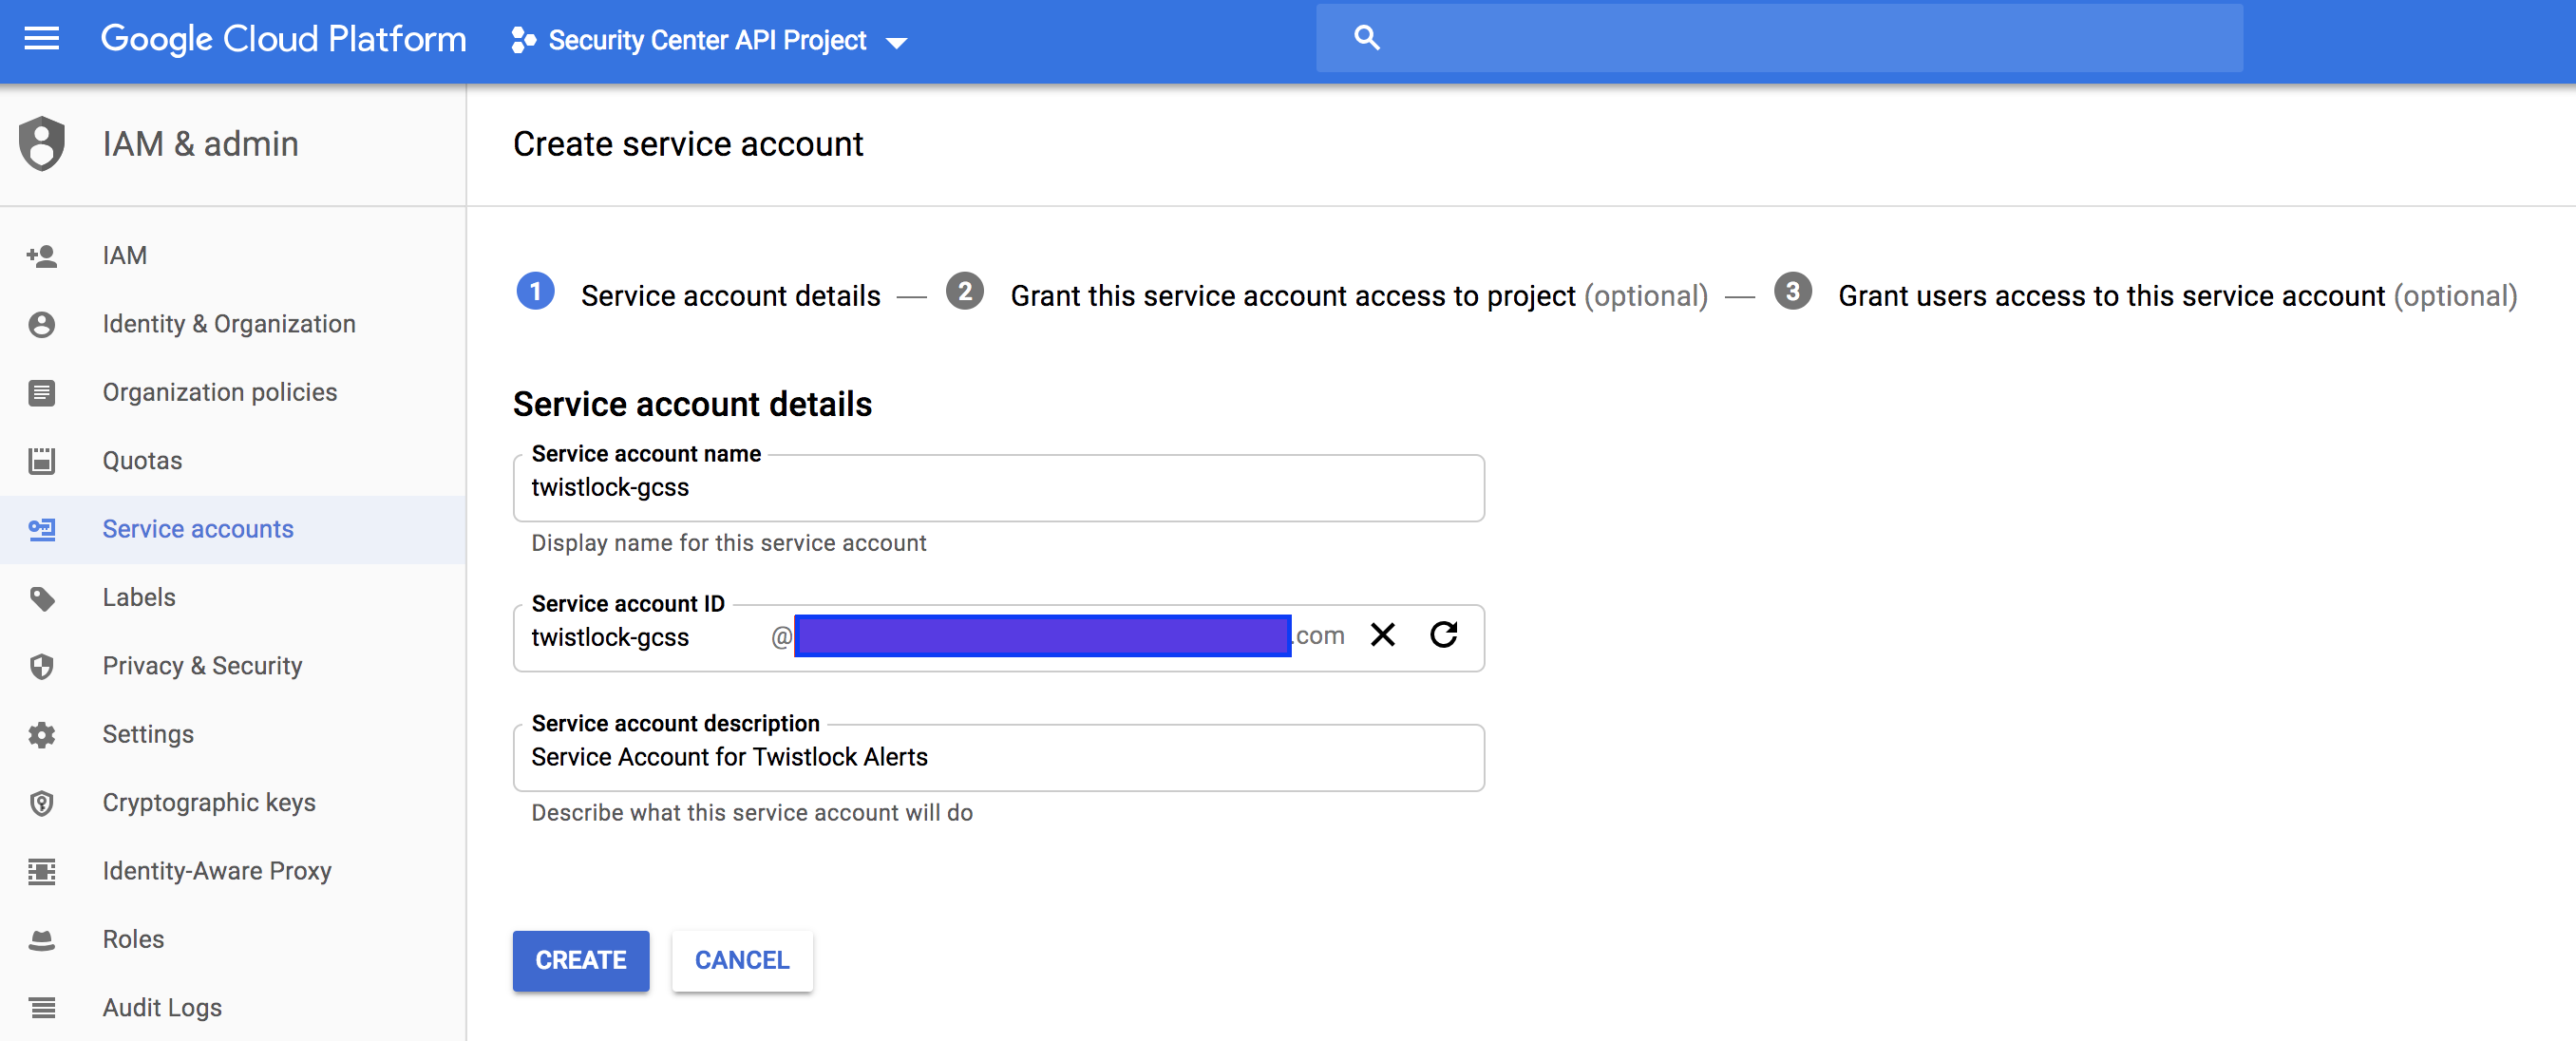 Google Cloud Platform
Security Center API Project
IAM & admin
Create service account
IAM
Identity & Organization
Organization policies
Quotas
Service accounts
Labels
Privacy & Security
Settings
Cryptographic keys
Identity-Aware Proxy
Roles
Audit Logs
1 Service account details — 2 Grant this service account access to project (optional) — 3 Grant users access to this service account (optional)
Service account details
Service account name
twistlock-gcss
Display name for this service account
Service account ID
twistlock-gcss @ .com
Service account description
Service Account for Twistlock Alerts
Describe what this service account will do
CREATE CANCEL